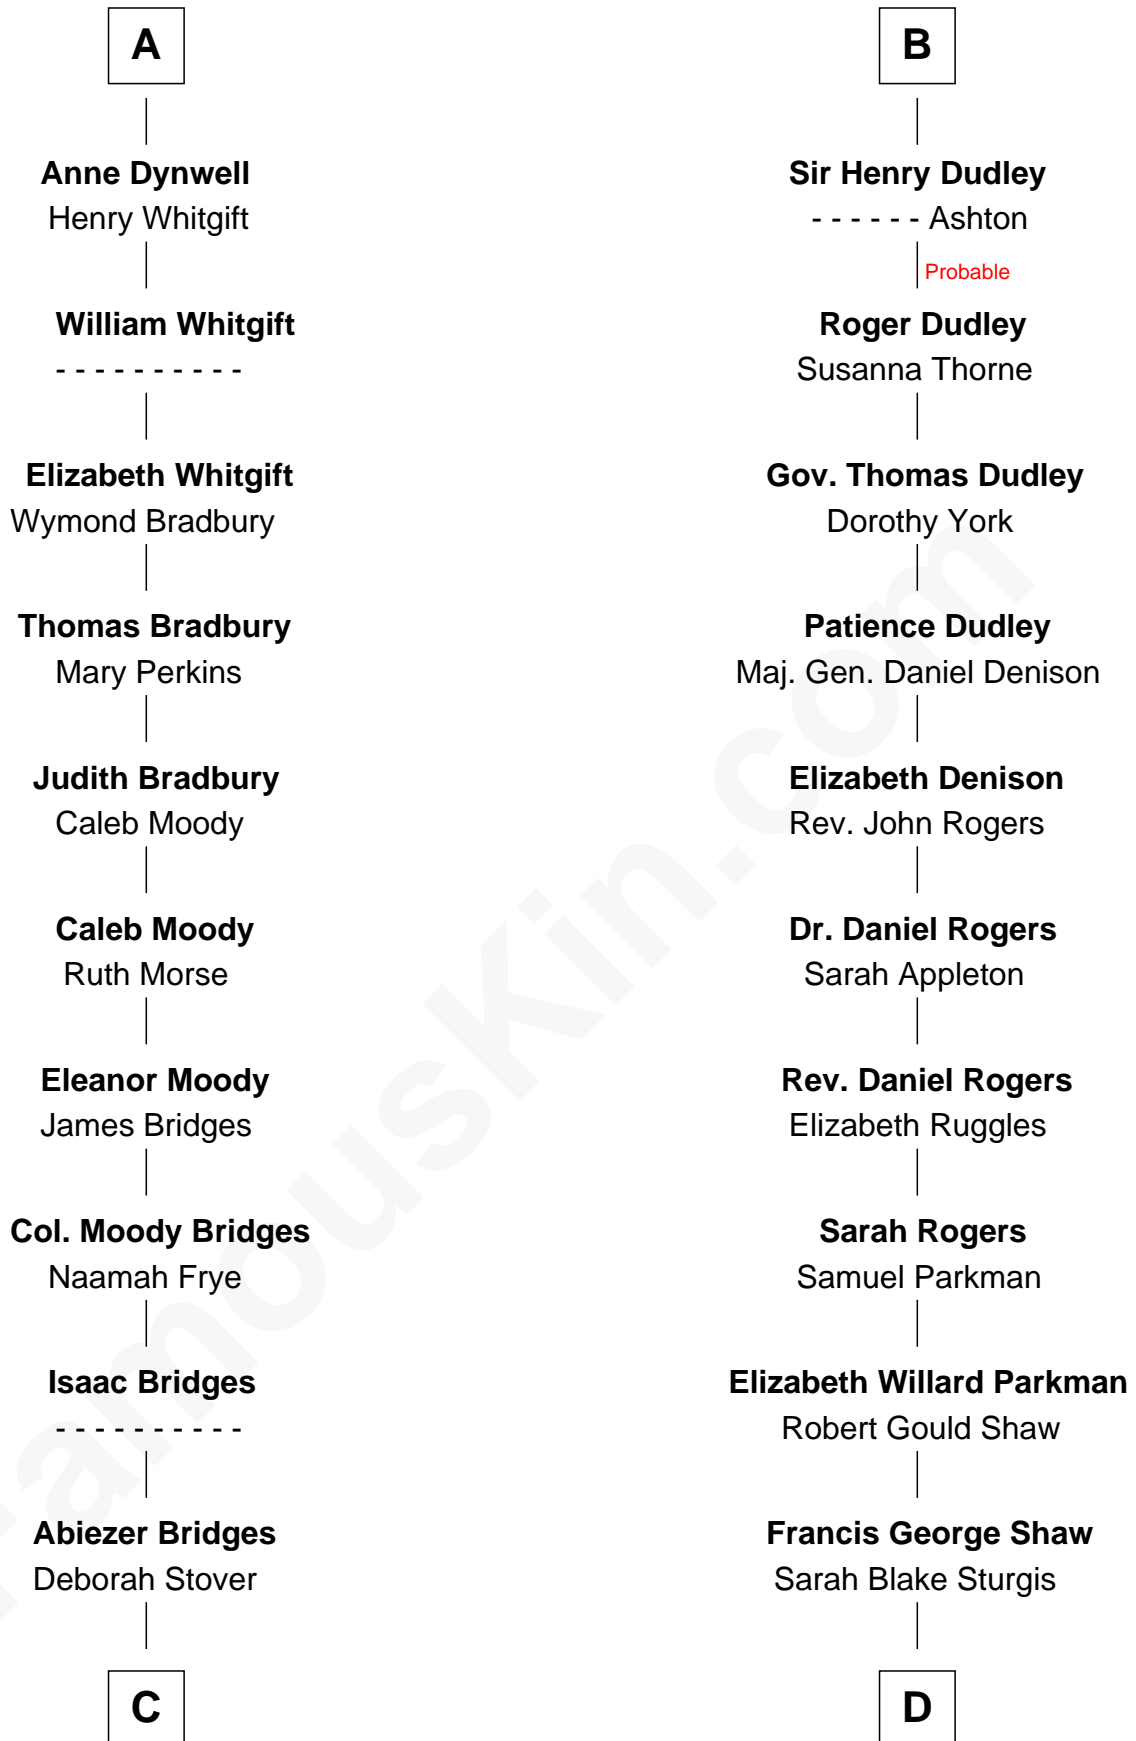 A
Anne Dynwell
Henry Whitgift
William Whitgift
- - - - - - - - - -
Elizabeth Whitgift
Wymond Bradbury
Thomas Bradbury
Mary Perkins
Judith Bradbury
Caleb Moody
Caleb Moody
Ruth Morse
Eleanor Moody
James Bridges
Col. Moody Bridges
Naamah Frye
Isaac Bridges
- - - - - - - - - -
Abiezer Bridges
Deborah Stover
C
B
Sir Henry Dudley
- - - - - - Ashton
Probable
Roger Dudley
Susanna Thorne
Gov. Thomas Dudley
Dorothy York
Patience Dudley
Maj. Gen. Daniel Denison
Elizabeth Denison
Rev. John Rogers
Dr. Daniel Rogers
Sarah Appleton
Rev. Daniel Rogers
Elizabeth Ruggles
Sarah Rogers
Samuel Parkman
Elizabeth Willard Parkman
Robert Gould Shaw
Francis George Shaw
Sarah Blake Sturgis
D
FamousKin.com